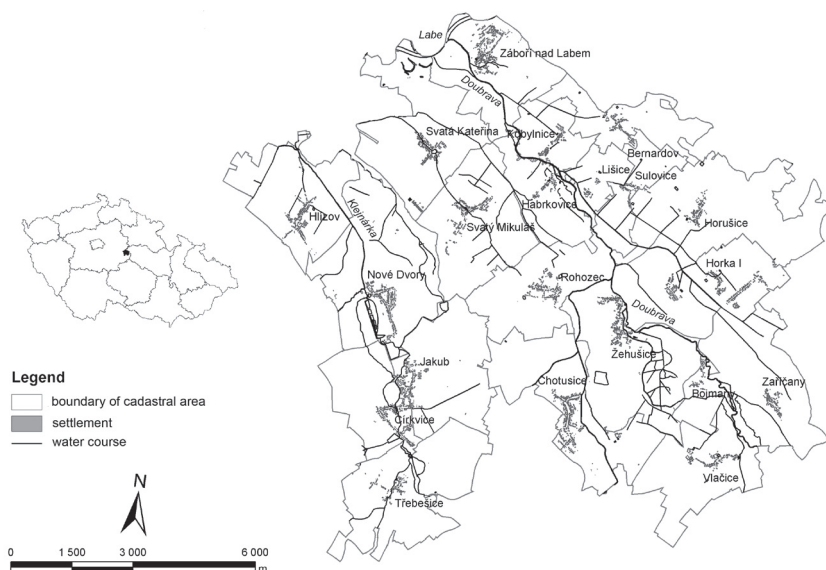 Labe
Záboří nad Labem
Doubrava
Svatá Kateřina
Kobylnice
Bernardov
Lišice
Sulovice
Klejnárka
Habrkovice
Hlízov
Svatý Mikuláš
Horušice
Nové Dvory
Rohozec
Horka I
Doubrava
Žehušice
Jakub
Chotusice
Bojmany
Zaříčany
Církvice
Vlačice
Třebešice
Legend
boundary of cadastral area
settlement
water course
N
0 1 500 3 000 6 000
m